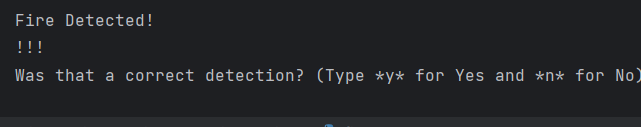 Fire Detected!
!!!
Was that a correct detection? (Type *y* for Yes and *n* for No)